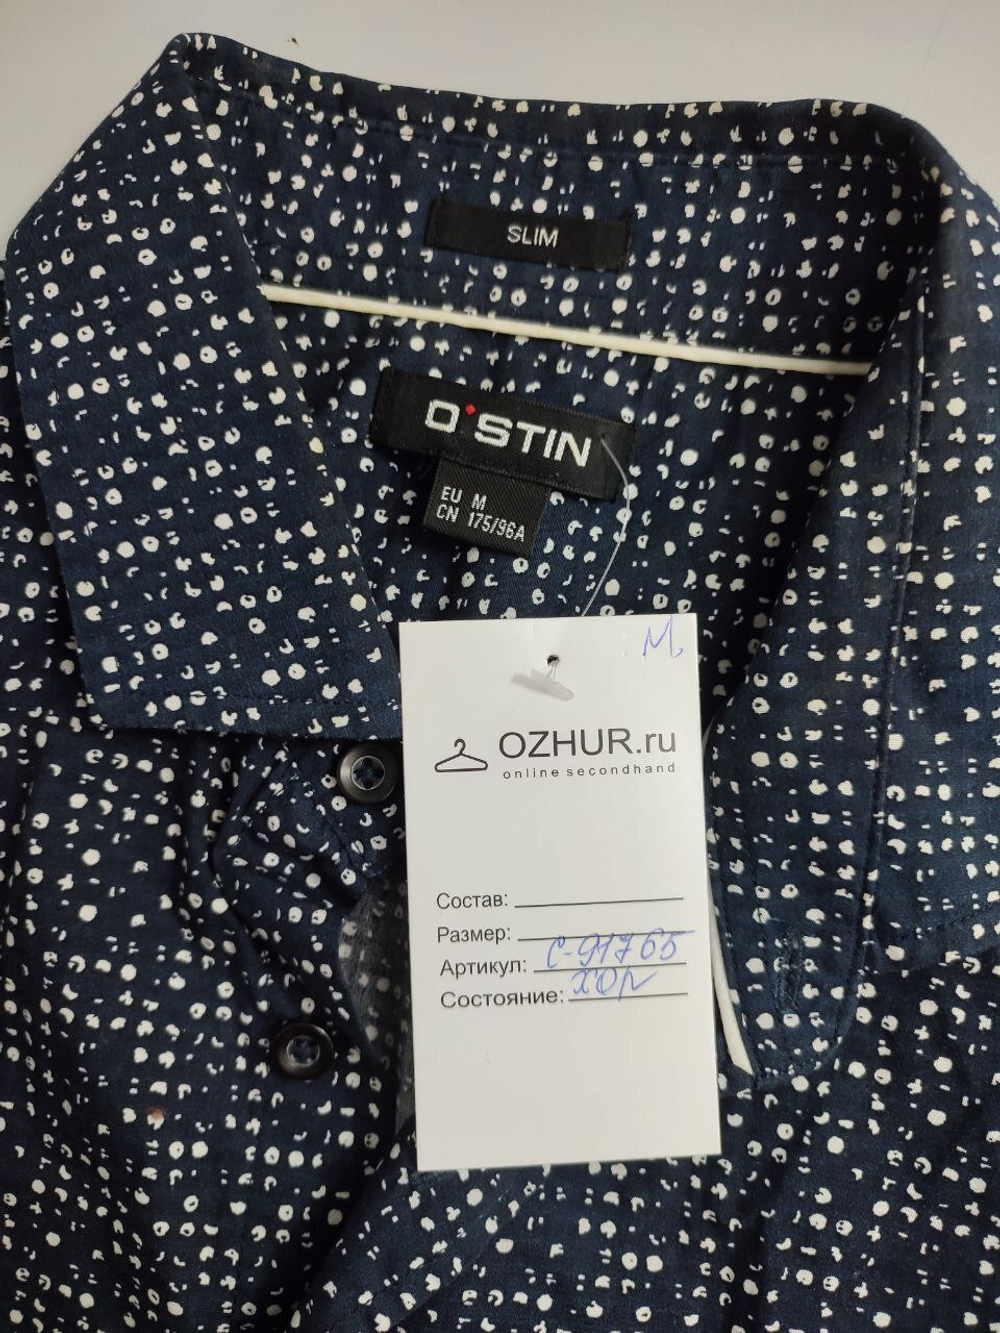 SLIM
O'STIN
EU M
CN 175/96A
M
OZHUR.ru
online secondhand
Состав:
Размер:
Артикул: С-91765
Состояние: хор